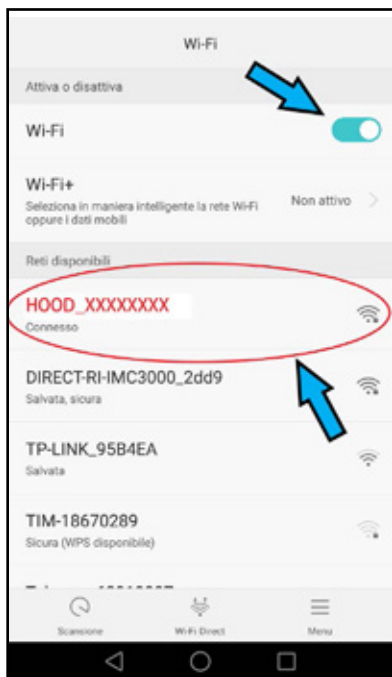 Wi-Fi
Attiva o disattiva
Wi-Fi
Wi-Fi+
Seleziona in maniera intelligente la rete Wi-Fi
oppure i dati mobili
Non attivo
Reti disponibili
HOOD_XXXXXXXX
Connesso
DIRECT-RI-IMC3000_2dd9
Salvata, sicura
TP-LINK_95B4EA
Salvata
TIM-18670289
Sicura (WPS disponibile)
Scansione
Wi-Fi Direct
Menu